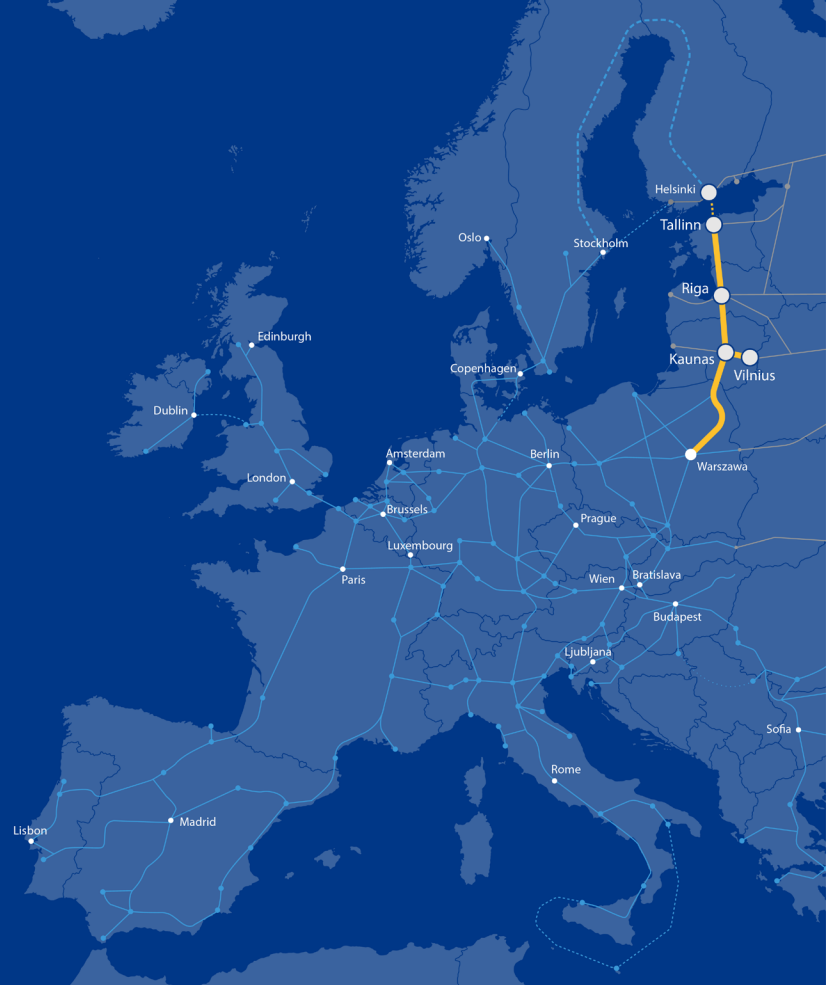 Helsinki
Tallinn
Oslo
Stockholm
Riga
Edinburgh
Kaunas
Copenhagen
Vilnius
Dublin
Amsterdam
Berlin
Warszawa
London
Brussels
Prague
Luxembourg
Paris
Wien
Bratislava
Budapest
Ljubljana
Sofia
Rome
Madrid
Lisbon